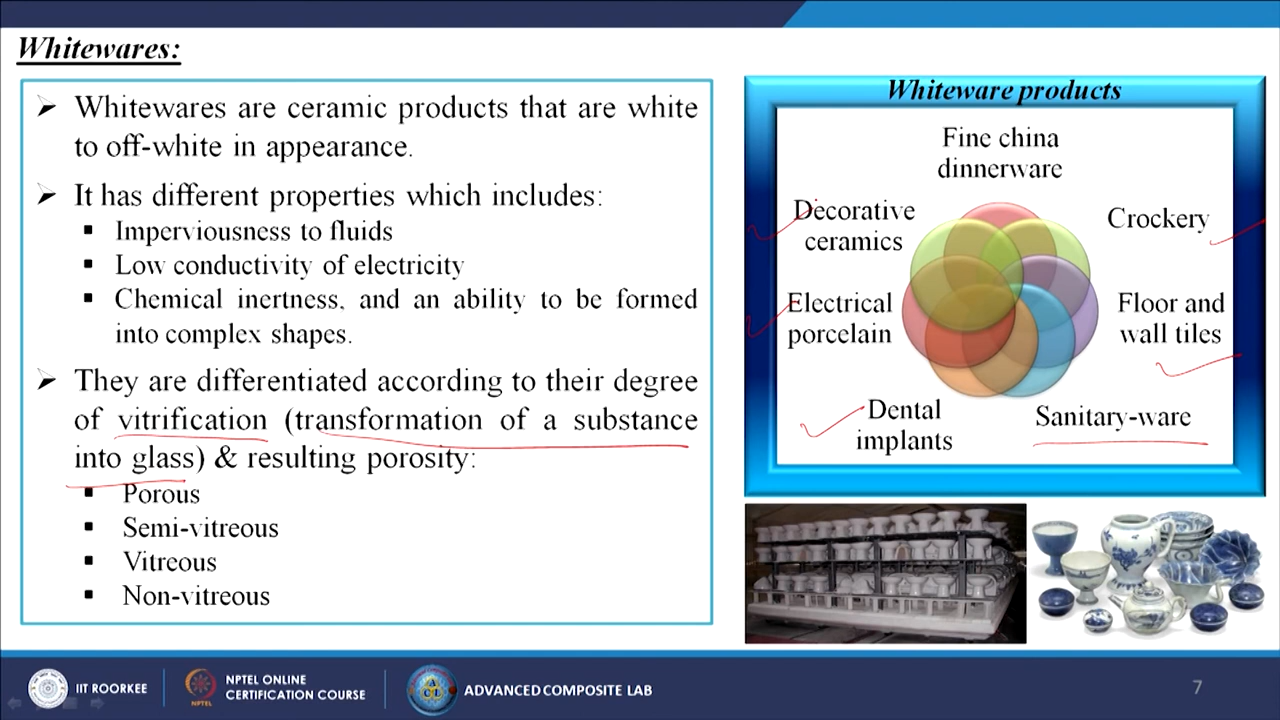 Whitewares:
➢ Whitewares are ceramic products that are white
to off-white in appearance.
➢ It has different properties which includes:
▪ Imperviousness to fluids
▪ Low conductivity of electricity
▪ Chemical inertness, and an ability to be formed
into complex shapes.
➢ They are differentiated according to their degree
of vitrification (transformation of a substance
into glass) & resulting porosity:
▪ Porous
▪ Semi-vitreous
▪ Vitreous
▪ Non-vitreous
Whiteware products
Fine china
dinnerware
Crockery
Floor and
wall tiles
Sanitary-ware
Dental
implants
Electrical
porcelain
Decorative
ceramics
IIT ROORKEE
NPTEL
NPTEL ONLINE
CERTIFICATION COURSE
ADVANCED COMPOSITE LAB
7